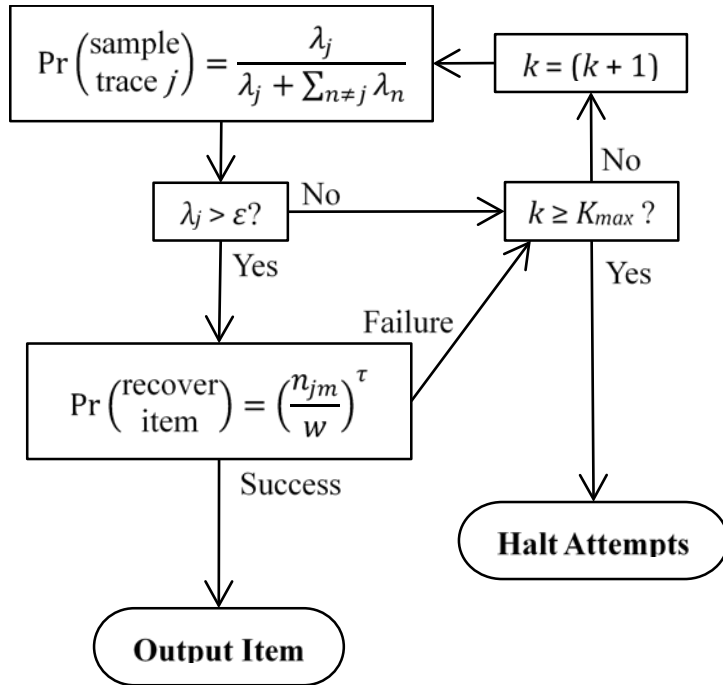 Pr(sample trace j) = λ_j / (λ_j + ∑_{n≠j} λ_n)
k = (k + 1)
No
λ_j > ε?
No
k ≥ K_max ?
Yes
Yes
Failure
Pr(recover item) = (n_jm / w)^τ
Success
Halt Attempts
Output Item